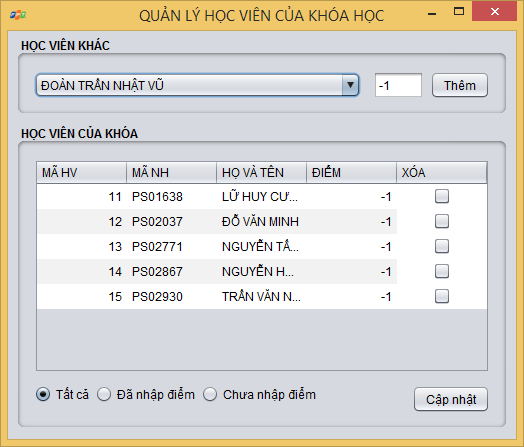 QUẢN LÝ HỌC VIÊN CỦA KHÓA HỌC
HỌC VIÊN KHÁC
ĐOÀN TRẦN NHẬT VŨ -1 Thêm
HỌC VIÊN CỦA KHÓA
MÃ HV MÃ NH HỌ VÀ TÊN ĐIỂM XÓA
11 PS01638 LỮ HUY CƯ... -1
12 PS02037 ĐỖ VĂN MINH -1
13 PS02771 NGUYỄN TẤ... -1
14 PS02867 NGUYỄN H... -1
15 PS02930 TRẦN VĂN N... -1
Tất cả Đã nhập điểm Chưa nhập điểm Cập nhật